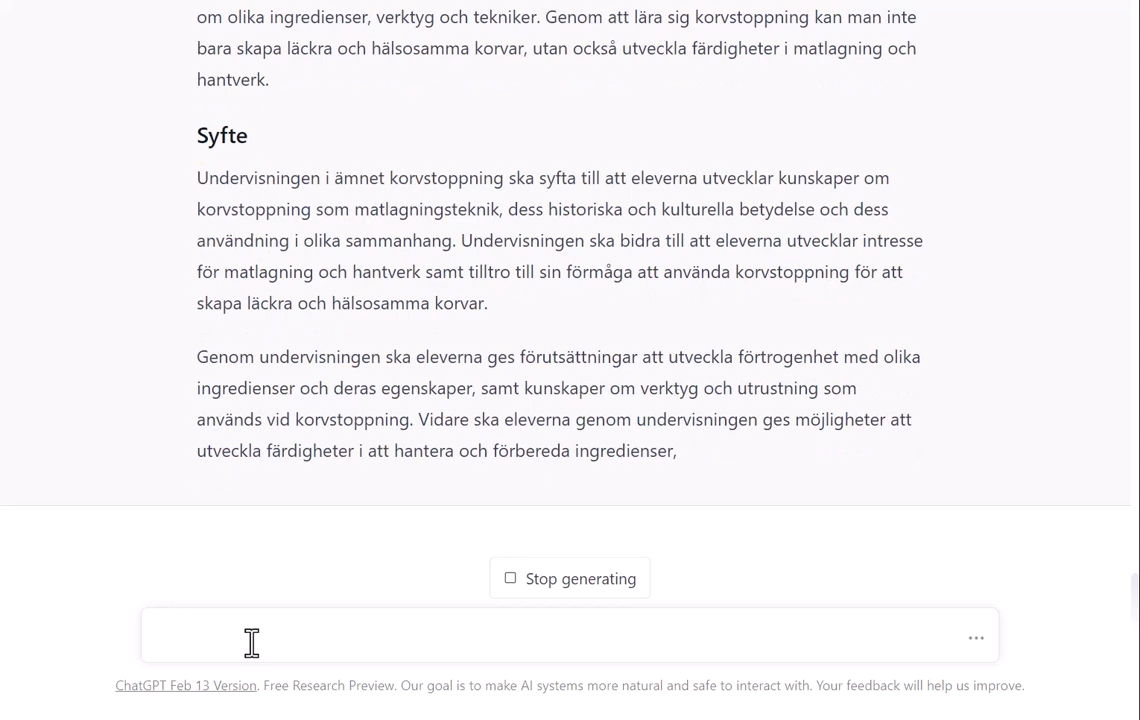 om olika ingredienser, verktyg och tekniker. Genom att lära sig korvstoppning kan man inte
bara skapa läckra och hälsosamma korvar, utan också utveckla färdigheter i matlagning och
hantverk.
Syfte
Undervisningen i ämnet korvstoppning ska syfta till att eleverna utvecklar kunskaper om
korvstoppning som matlagningsteknik, dess historiska och kulturella betydelse och dess
användning i olika sammanhang. Undervisningen ska bidra till att eleverna utvecklar intresse
för matlagning och hantverk samt tilltro till sin förmåga att använda korvstoppning för att
skapa läckra och hälsosamma korvar.
Genom undervisningen ska eleverna ges förutsättningar att utveckla förtrogenhet med olika
ingredienser och deras egenskaper, samt kunskaper om verktyg och utrustning som
används vid korvstoppning. Vidare ska eleverna genom undervisningen ges möjligheter att
utveckla färdigheter i att hantera och förbereda ingredienser,
Stop generating
ChatGPT Feb 13 Version. Free Research Preview. Our goal is to make AI systems more natural and safe to interact with. Your feedback will help us improve.